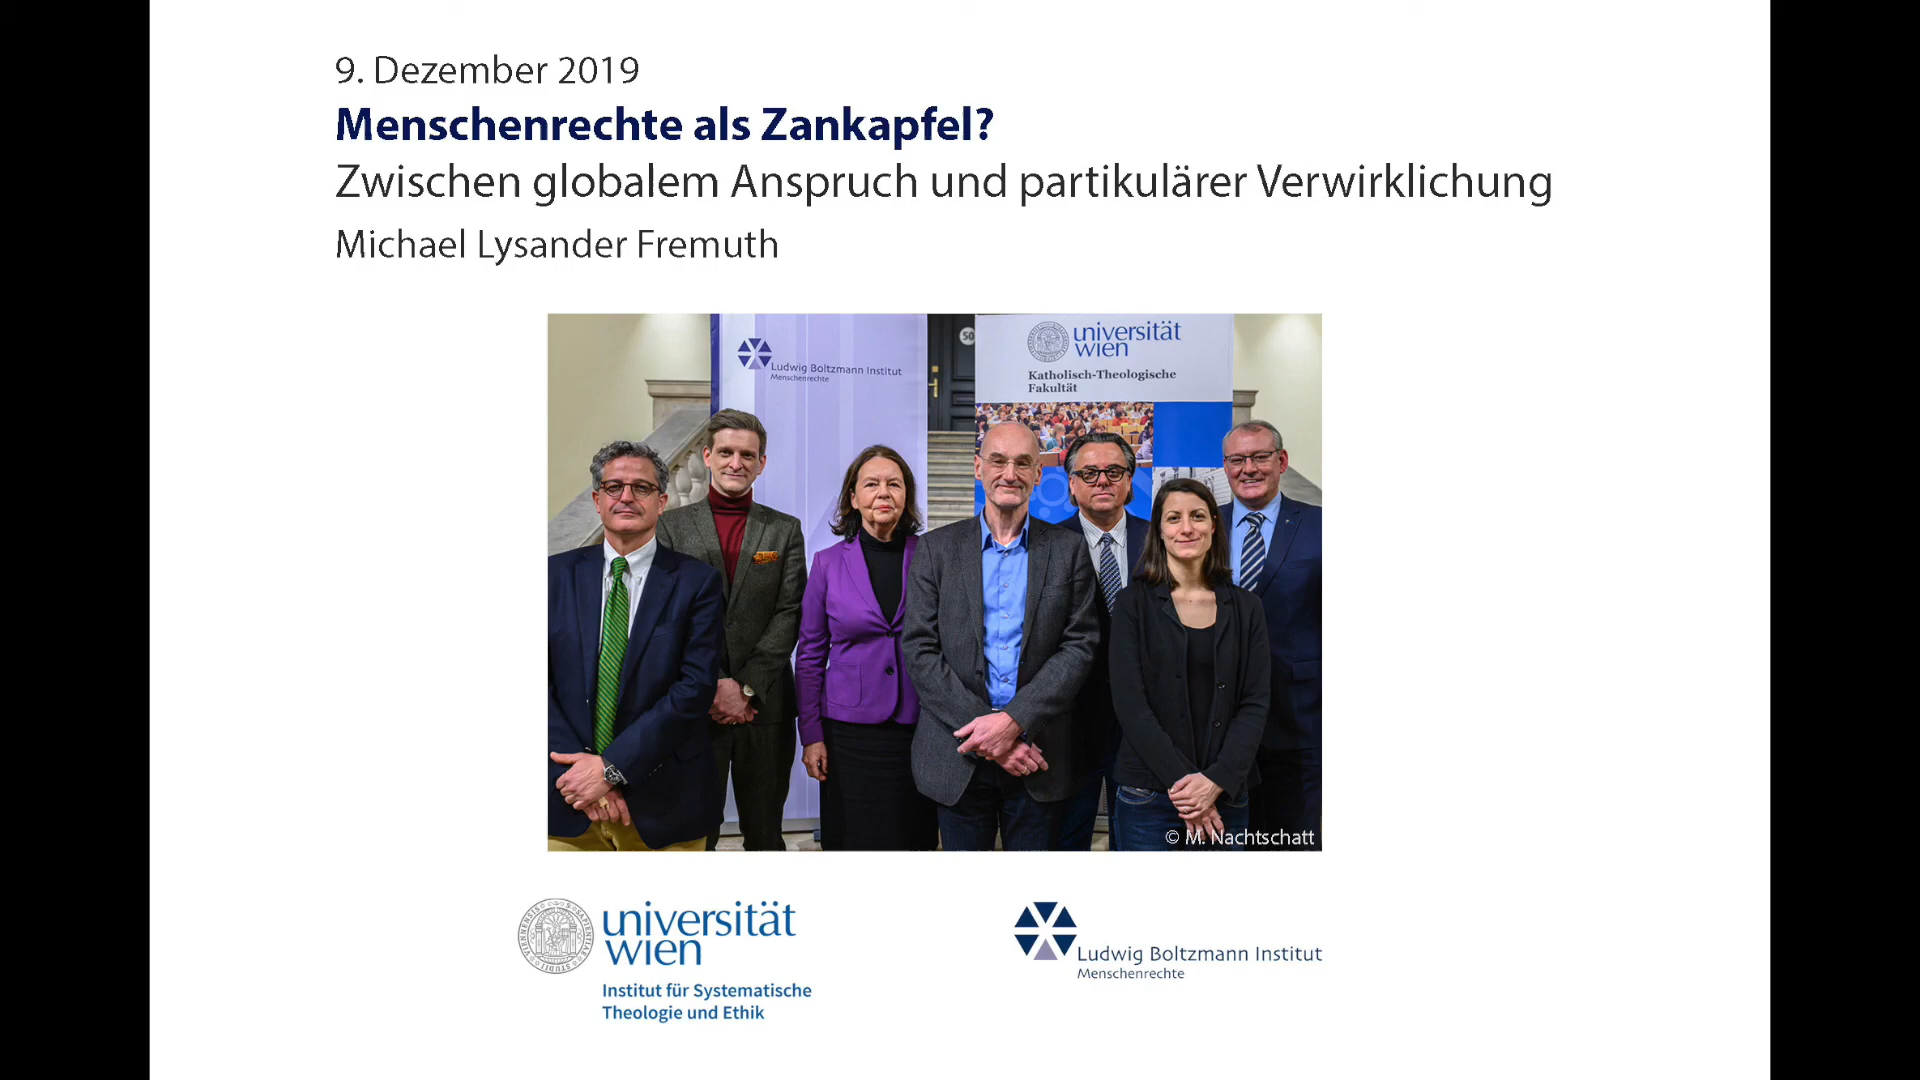 9. Dezember 2019
Menschenrechte als Zankapfel?
Zwischen globalem Anspruch und partikulärer Verwirklichung
Michael Lysander Fremuth
50
Ludwig Boltzmann Institut
Menschenrechte
universität
wien
Katholisch-Theologische
Fakultät
© M. Nachtschatt
universität
wien
Institut für Systematische
Theologie und Ethik
Ludwig Boltzmann Institut
Menschenrechte